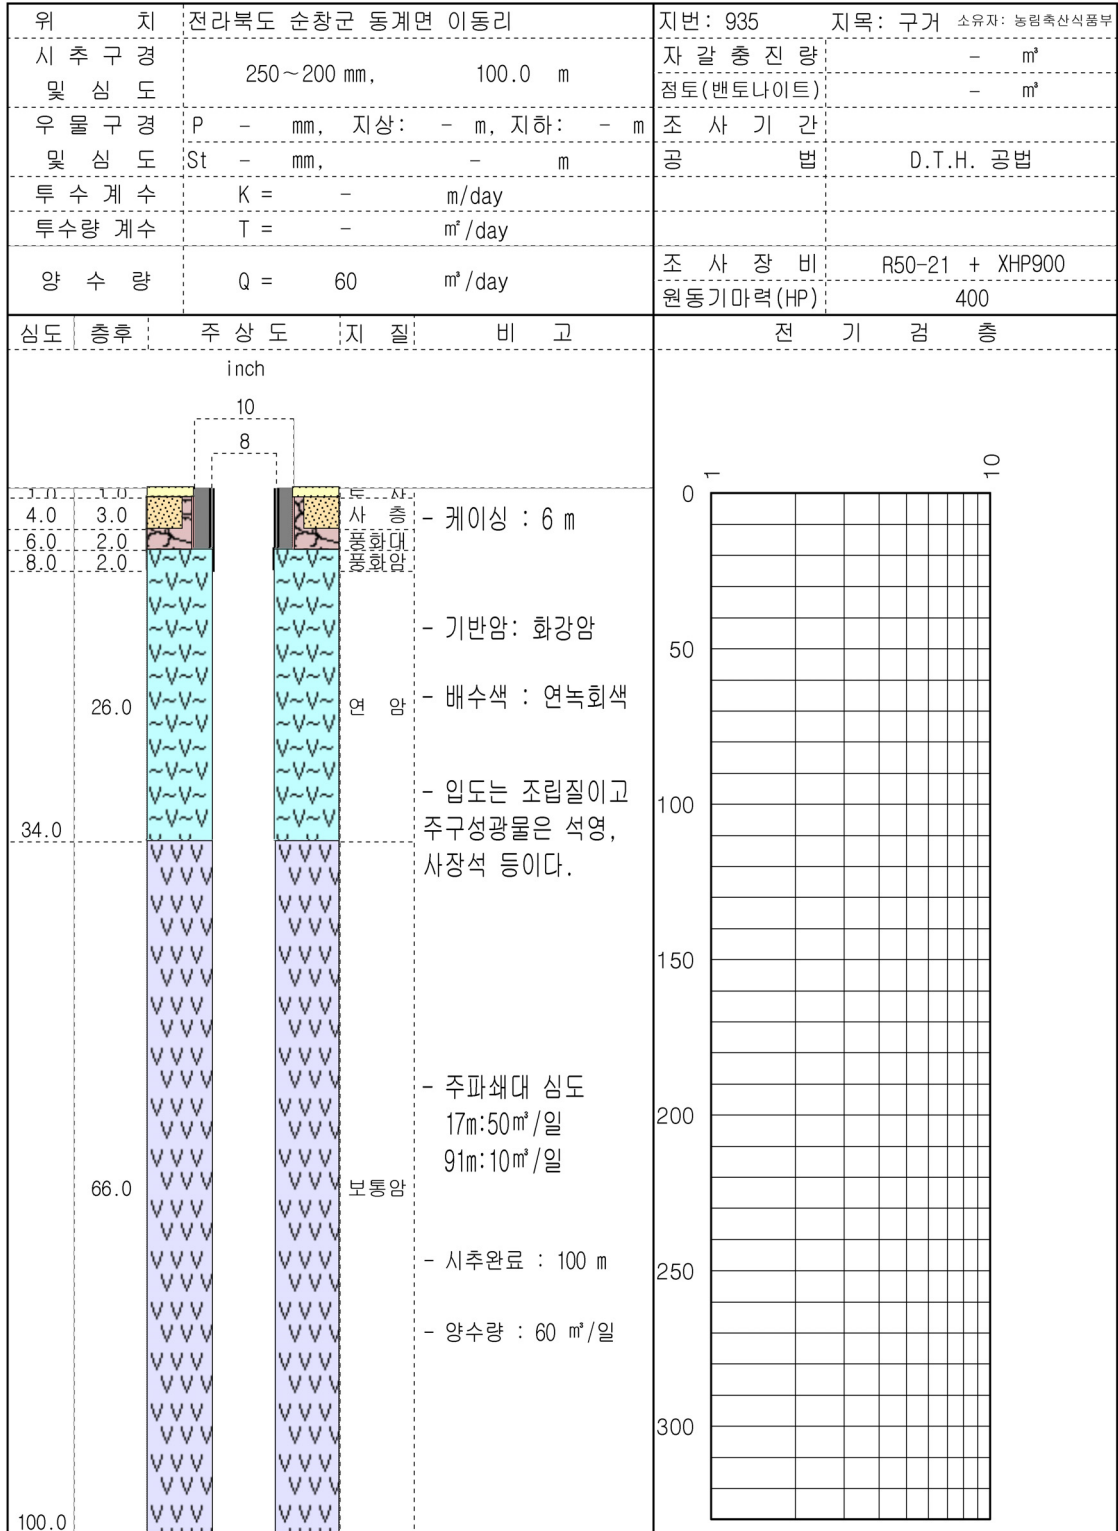 위 치 전라북도 순창군 동계면 이동리 지번: 935 지목: 구거 소유자: 농림축산식품부
시 추 구 경 및 심 도 250~200 mm, 100.0 m
자 갈 충 진 량 - ㎥
점토(밴토나이트) - ㎥
우 물 구 경 P - mm, 지상: - m, 지하: - m 조 사 기 간
및 심 도 St - mm, - m 공 법 D.T.H. 공법
투 수 계 수 K = - m/day
투수량 계수 T = - ㎡/day
양 수 량 Q = 60 ㎥/day
조 사 장 비 R50-21 + XHP900
원동기마력(HP) 400
심도 층후 주 상 도 지 질 비 고 전 기 검 층
inch
10
8
1 10
1.0 1.0
4.0 3.0 사 층
- 케이싱 : 6 m
6.0 2.0 풍화대
8.0 2.0 풍화암
- 기반암: 화강암
26.0 연 암
- 배수색 : 연녹회색
- 입도는 조립질이고
주구성광물은 석영,
사장석 등이다.
34.0
- 주파쇄대 심도
17m:50㎥/일
91m:10㎥/일
66.0 보통암
- 시추완료 : 100 m
- 양수량 : 60 ㎥/일
100.0
0
50
100
150
200
250
300